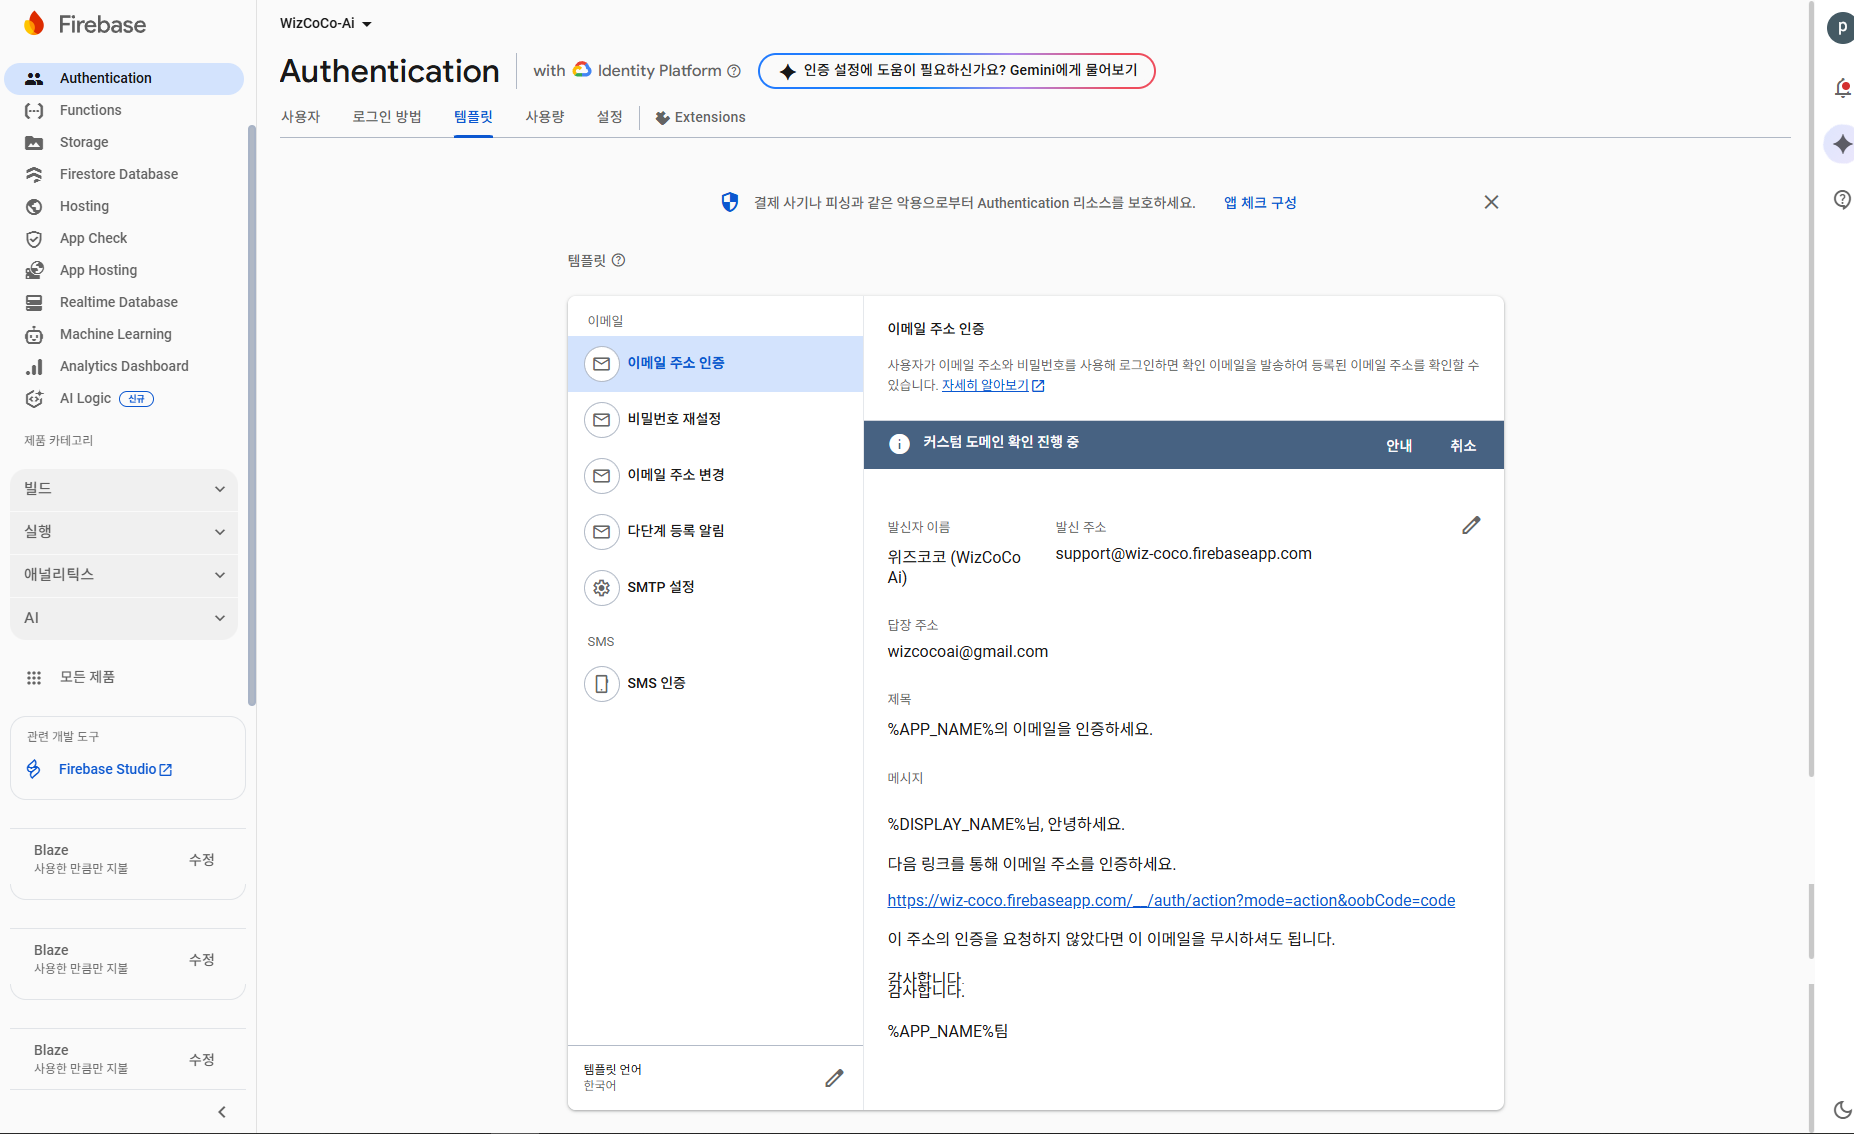 Firebase
Authentication
Functions
Storage
Firestore Database
Hosting
App Check
App Hosting
Realtime Database
Machine Learning
Analytics Dashboard
AI Logic 신규
제품 카테고리
빌드
실행
애널리틱스
AI
모든 제품
관련 개발 도구
Firebase Studio
Blaze
사용한 만큼만 지불
수정
Blaze
사용한 만큼만 지불
수정
Blaze
사용한 만큼만 지불
수정
WizCoCo-Ai
Authentication with Identity Platform 인증 설정에 도움이 필요하신가요? Gemini에게 물어보기
사용자 로그인 방법 템플릿 사용량 설정 Extensions
결제 사기나 피싱과 같은 악용으로부터 Authentication 리소스를 보호하세요. 앱 체크 구성
템플릿
이메일
이메일 주소 인증
비밀번호 재설정
이메일 주소 변경
다단계 등록 알림
SMTP 설정
SMS
SMS 인증
템플릿 언어
한국어
이메일 주소 인증
사용자가 이메일 주소와 비밀번호를 사용해 로그인하면 확인 이메일을 발송하여 등록된 이메일 주소를 확인할 수
있습니다. 자세히 알아보기
커스텀 도메인 확인 진행 중 안내 취소
발신자 이름
위즈코코 (WizCoCo
Ai)
발신 주소
support@wiz-coco.firebaseapp.com
답장 주소
wizcocoai@gmail.com
제목
%APP_NAME%의 이메일을 인증하세요.
메시지
%DISPLAY_NAME%님, 안녕하세요.
다음 링크를 통해 이메일 주소를 인증하세요.
https://wiz-coco.firebaseapp.com/__/auth/action?mode=action&oobCode=code
이 주소의 인증을 요청하지 않았다면 이 이메일을 무시하셔도 됩니다.
감사합니다.
감사합니다.
%APP_NAME%팀
p